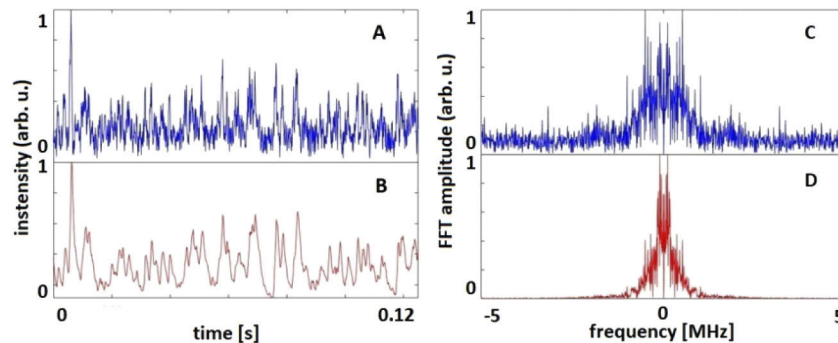 1
A
intensity (arb. u.)
0
1
B
0
0
0.12
time [s]
1
C
FFT amplitude (arb. u.)
0
1
D
0
-5
0
5
frequency [MHz]